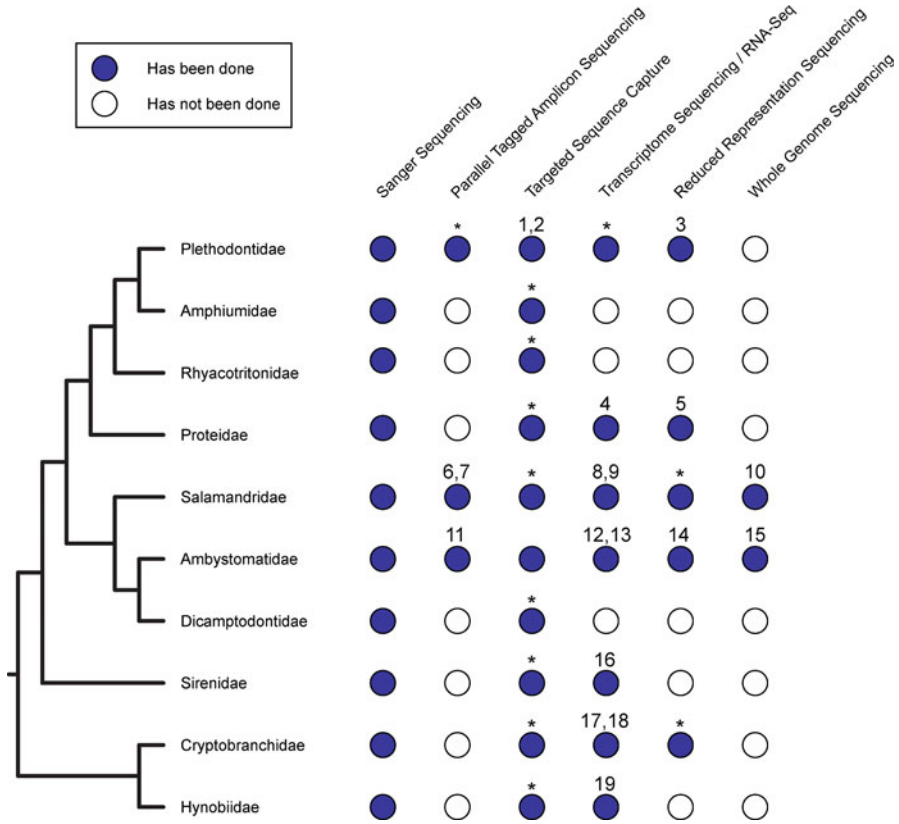 Has been done
Has not been done
Sanger Sequencing
Parallel Tagged Amplicon Sequencing
Targeted Sequence Capture
Transcriptome Sequencing / RNA-Seq
Reduced Representation Sequencing
Whole Genome Sequencing
* 1,2 * 3
Plethodontidae
*
Amphiumidae
*
Rhyacotritonidae
* 4 5
Proteidae
6,7 * 8,9 * 10
Salamandridae
11 12,13 14 15
Ambystomatidae
*
Dicamptodontidae
* 16
Sirenidae
* 17,18 *
Cryptobranchidae
* 19
Hynobiidae